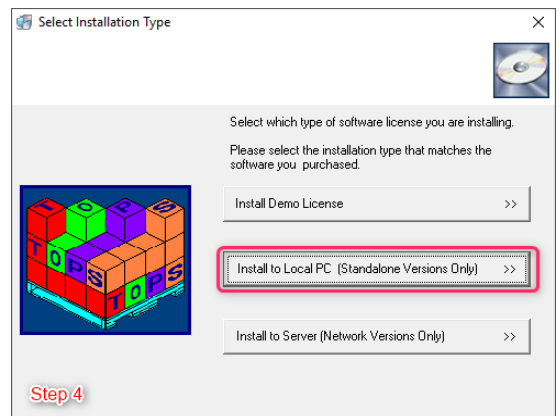 Select Installation Type
Select which type of software license you are installing.
Please select the installation type that matches the
software you purchased.
Install Demo License >>
Install to Local PC (Standalone Versions Only) >>
Install to Server (Network Versions Only) >>
T O P S
T O P S
T O P S
Step 4